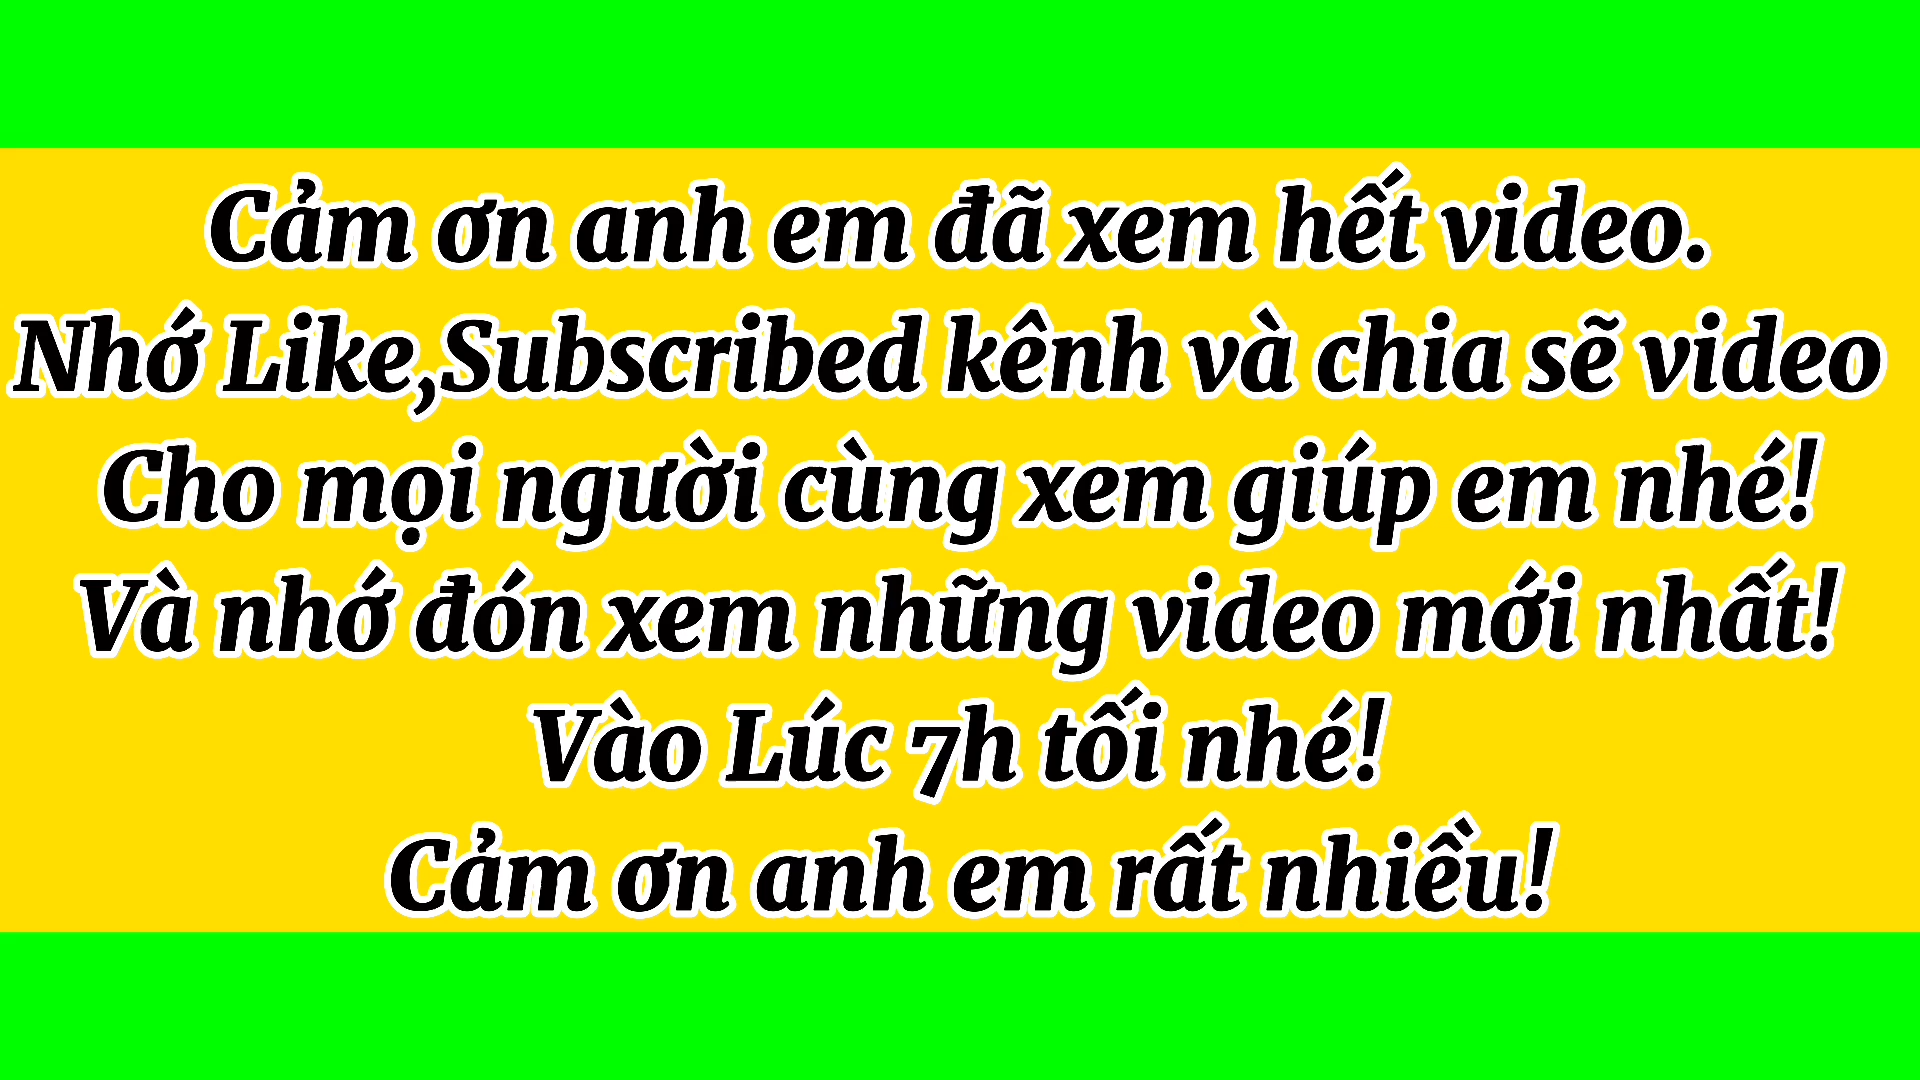 Cảm ơn anh em đã xem hết video.
Nhớ Like,Subscribed kênh và chia sẽ video
Cho mọi người cùng xem giúp em nhé!
Và nhớ đón xem những video mới nhất!
Vào Lúc 7h tối nhé!
Cảm ơn anh em rất nhiều!